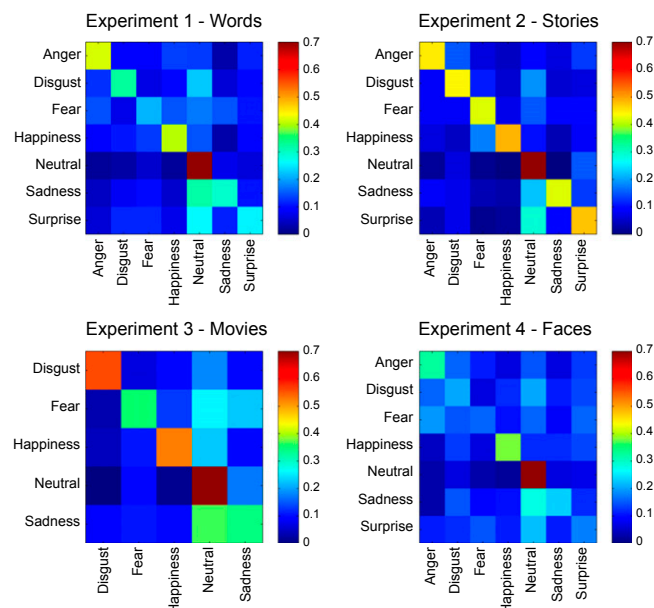 Experiment 1 - Words
Anger
Disgust
Fear
Happiness
Neutral
Sadness
Surprise
Anger
Disgust
Fear
Happiness
Neutral
Sadness
Surprise
0.7
0.6
0.5
0.4
0.3
0.2
0.1
0
Experiment 2 - Stories
Anger
Disgust
Fear
Happiness
Neutral
Sadness
Surprise
Anger
Disgust
Fear
Happiness
Neutral
Sadness
Surprise
0.7
0.6
0.5
0.4
0.3
0.2
0.1
0
Experiment 3 - Movies
Disgust
Fear
Happiness
Neutral
Sadness
Disgust
Fear
Happiness
Neutral
Sadness
0.7
0.6
0.5
0.4
0.3
0.2
0.1
0
Experiment 4 - Faces
Anger
Disgust
Fear
Happiness
Neutral
Sadness
Surprise
Anger
Disgust
Fear
Happiness
Neutral
Sadness
Surprise
0.7
0.6
0.5
0.4
0.3
0.2
0.1
0